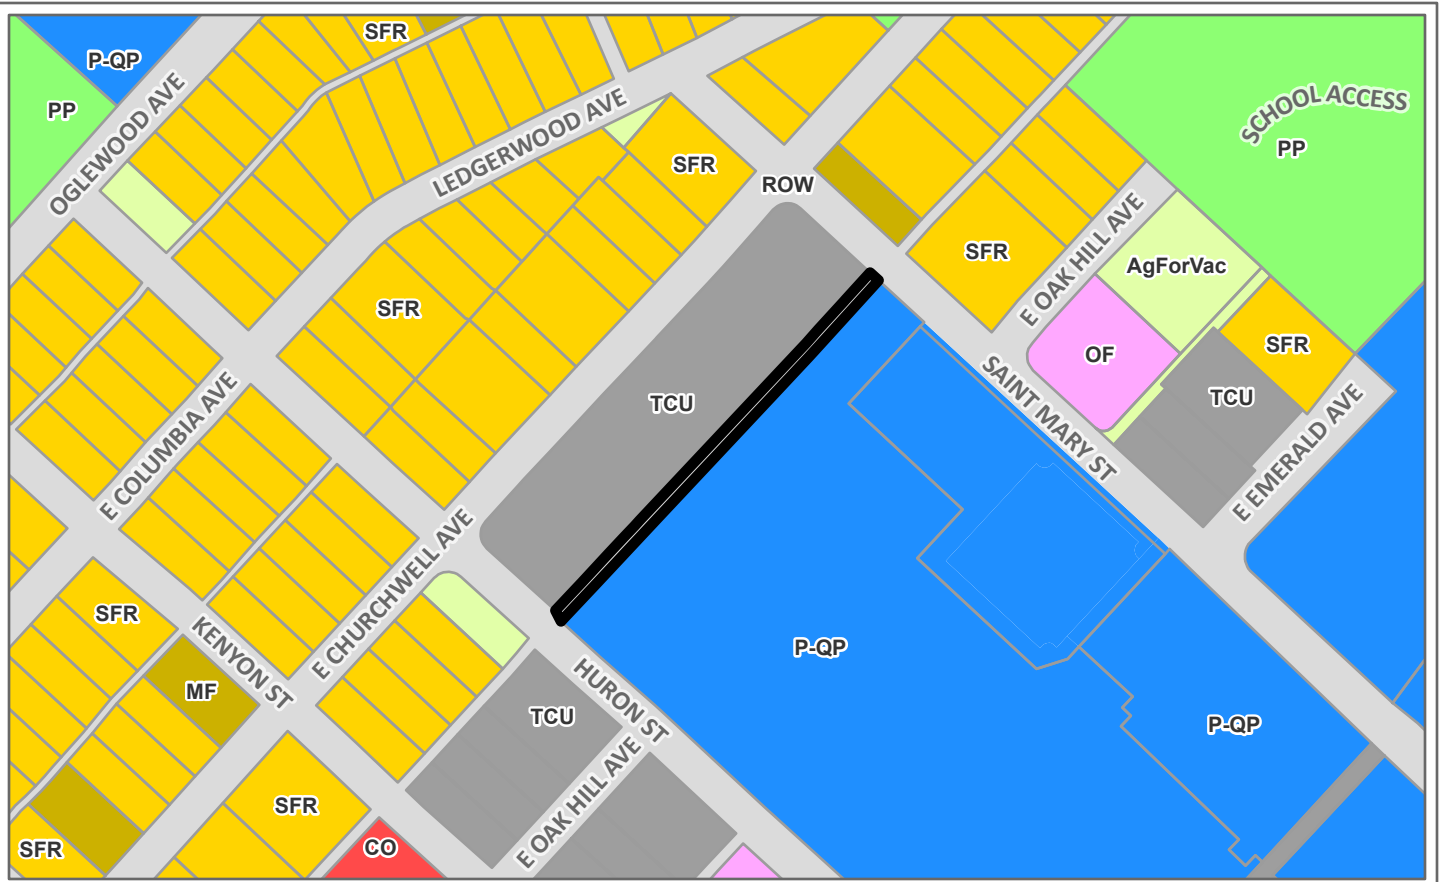 SFR
P-QP
PP
OGLEWOOD AVE
LEDGERWOOD AVE
SCHOOL ACCESS
PP
SFR
ROW
SFR
E OAK HILL AVE
AgForVac
SFR
OF
SFR
TCU
TCU
SAINT MARY ST
E EMERALD AVE
E COLUMBIA AVE
E CHURCHWELL AVE
SFR
KENYON ST
MF
P-QP
HURON ST
TCU
P-QP
E OAK HILL AVE
SFR
SFR
CO